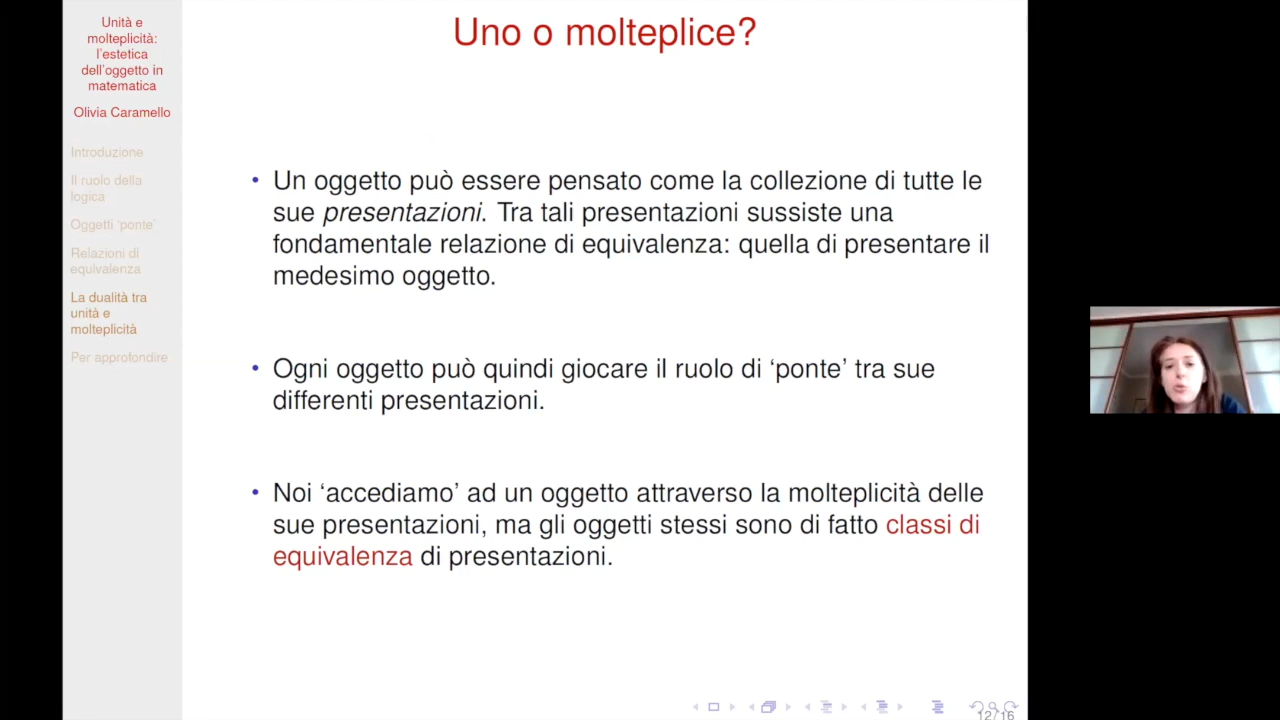 Unità e
molteplicità:
l'estetica
dell'oggetto in
matematica
Olivia Caramello
Introduzione
Il ruolo della
logica
Oggetti 'ponte'
Relazioni di
equivalenza
La dualità tra
unità e
molteplicità
Per approfondire
Uno o molteplice?
• Un oggetto può essere pensato come la collezione di tutte le
sue presentazioni. Tra tali presentazioni sussiste una
fondamentale relazione di equivalenza: quella di presentare il
medesimo oggetto.
• Ogni oggetto può quindi giocare il ruolo di 'ponte' tra sue
differenti presentazioni.
• Noi 'accediamo' ad un oggetto attraverso la molteplicità delle
sue presentazioni, ma gli oggetti stessi sono di fatto classi di
equivalenza di presentazioni.
12/16